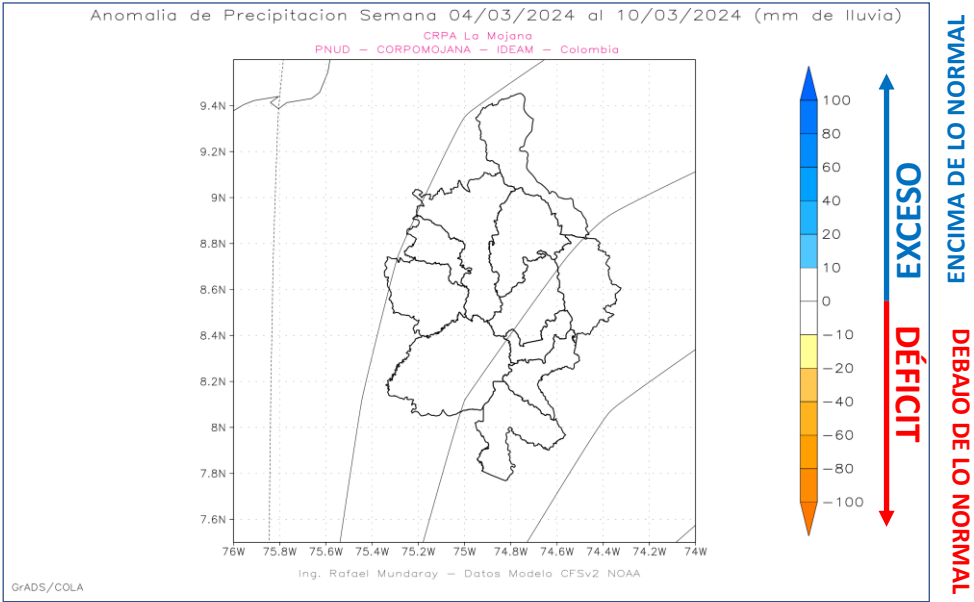 Anomalia de Precipitacion Semana 04/03/2024 al 10/03/2024 (mm de lluvia)
CRPA La Mojana
PNUD – CORPOMOJANA – IDEAM – Colombia
9.4N
9.2N
9N
8.8N
8.6N
8.4N
8.2N
8N
7.8N
7.6N
76W 75.8W 75.6W 75.4W 75.2W 75W 74.8W 74.6W 74.4W 74.2W 74W
Ing. Rafael Mundaray – Datos Modelo CFSv2 NOAA
GrADS/COLA
100
80
60
40
20
10
0
−10
−20
−40
−60
−80
−100
EXCESO
DÉFICIT
ENCIMA DE LO NORMAL
DEBAJO DE LO NORMAL